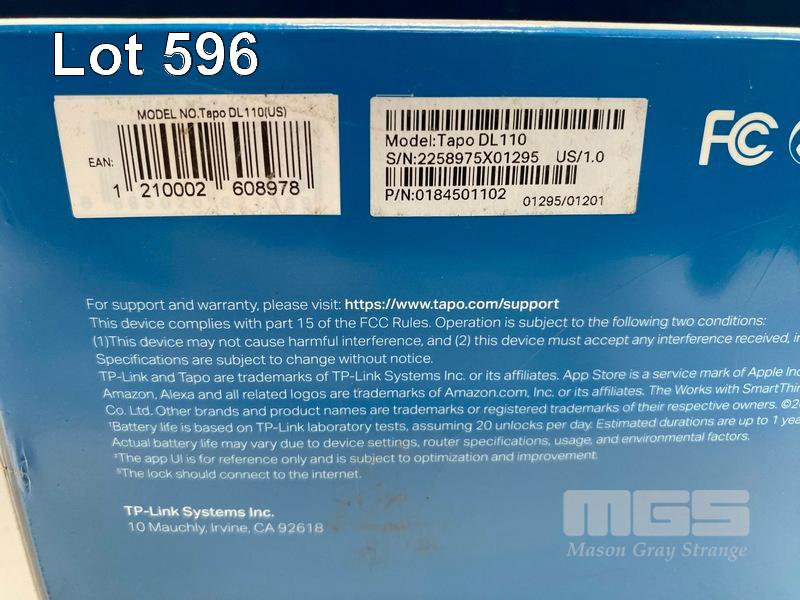 Lot 596
MODEL NO.Tapo DL110(US)
EAN:
1 210002 608978
Model:Tapo DL110
S/N:2258975X01295 US/1.0
P/N:0184501102
01295/01201
FC
For support and warranty, please visit: https://www.tapo.com/support
This device complies with part 15 of the FCC Rules. Operation is subject to the following two conditions:
(1)This device may not cause harmful interference, and (2) this device must accept any interference received, in
Specifications are subject to change without notice.
TP-Link and Tapo are trademarks of TP-Link Systems Inc. or its affiliates. App Store is a service mark of Apple Inc
Amazon, Alexa and all related logos are trademarks of Amazon.com, Inc. or its affiliates. The Works with SmartThin
Co. Ltd. Other brands and product names are trademarks or registered trademarks of their respective owners. ©2
†Battery life is based on TP-Link laboratory tests, assuming 20 unlocks per day. Estimated durations are up to 1 yea
Actual battery life may vary due to device settings, router specifications, usage, and environmental factors.
‡The app UI is for reference only and is subject to optimization and improvement.
§The lock should connect to the internet.
TP-Link Systems Inc.
10 Mauchly, Irvine, CA 92618
MGS
Mason Gray Strange